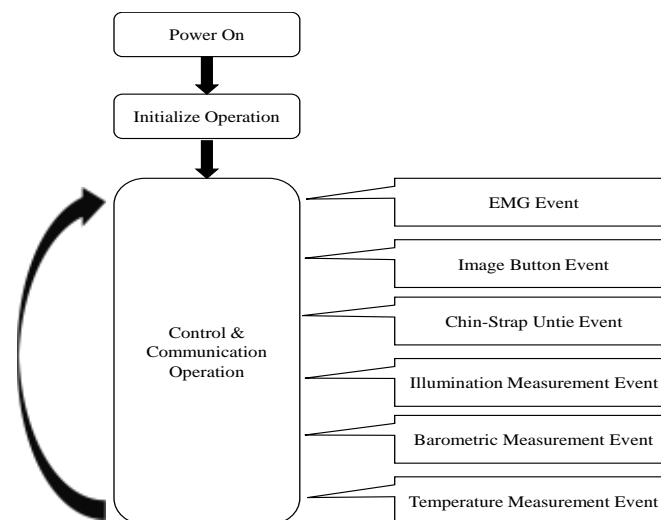 Power On
Initialize Operation
Control &
Communication
Operation
EMG Event
Image Button Event
Chin-Strap Untie Event
Illumination Measurement Event
Barometric Measurement Event
Temperature Measurement Event